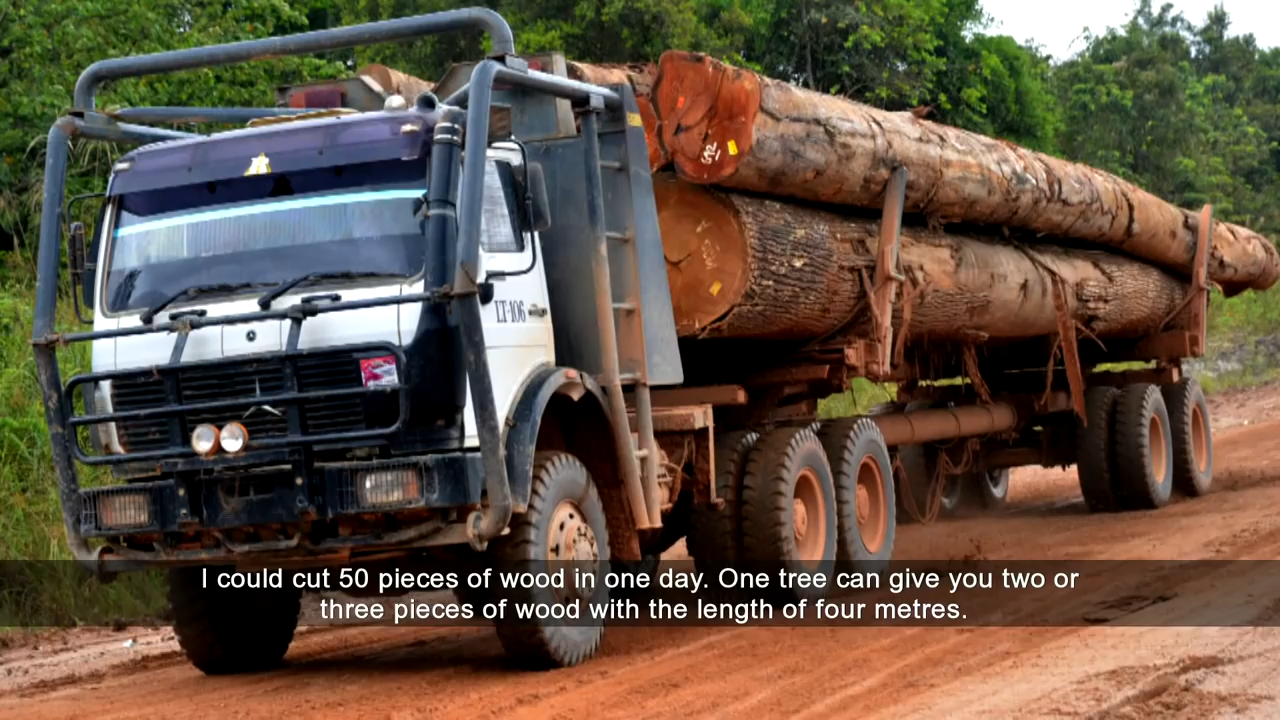 LT-106
I could cut 50 pieces of wood in one day. One tree can give you two or
three pieces of wood with the length of four metres.